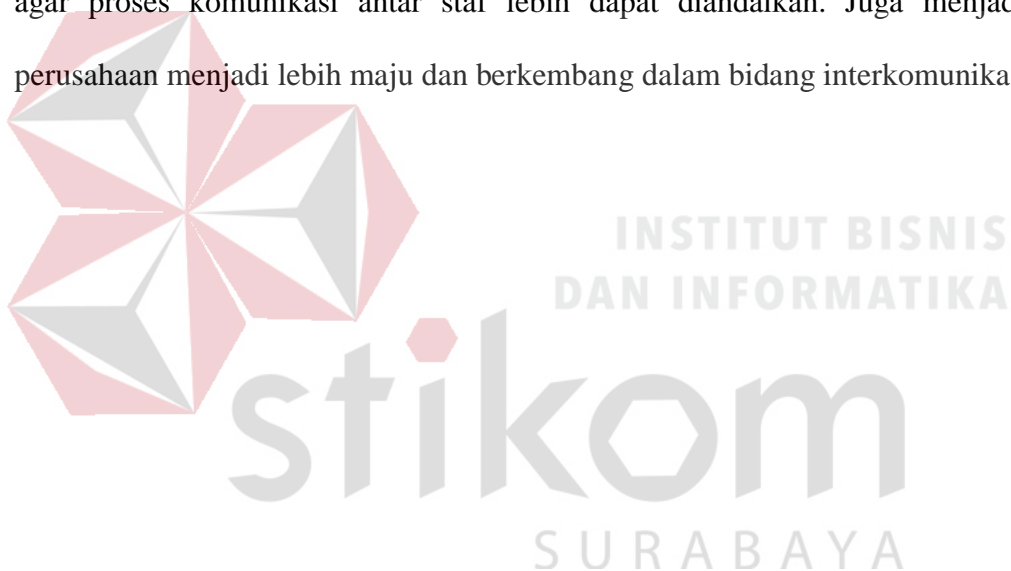 agar proses komunikasi antar staf lebih dapat diandalkan. Juga menjad
perusahaan menjadi lebih maju dan berkembang dalam bidang interkomunika
INSTITUT BISNIS
DAN INFORMATIKA
stikom
SURABAYA